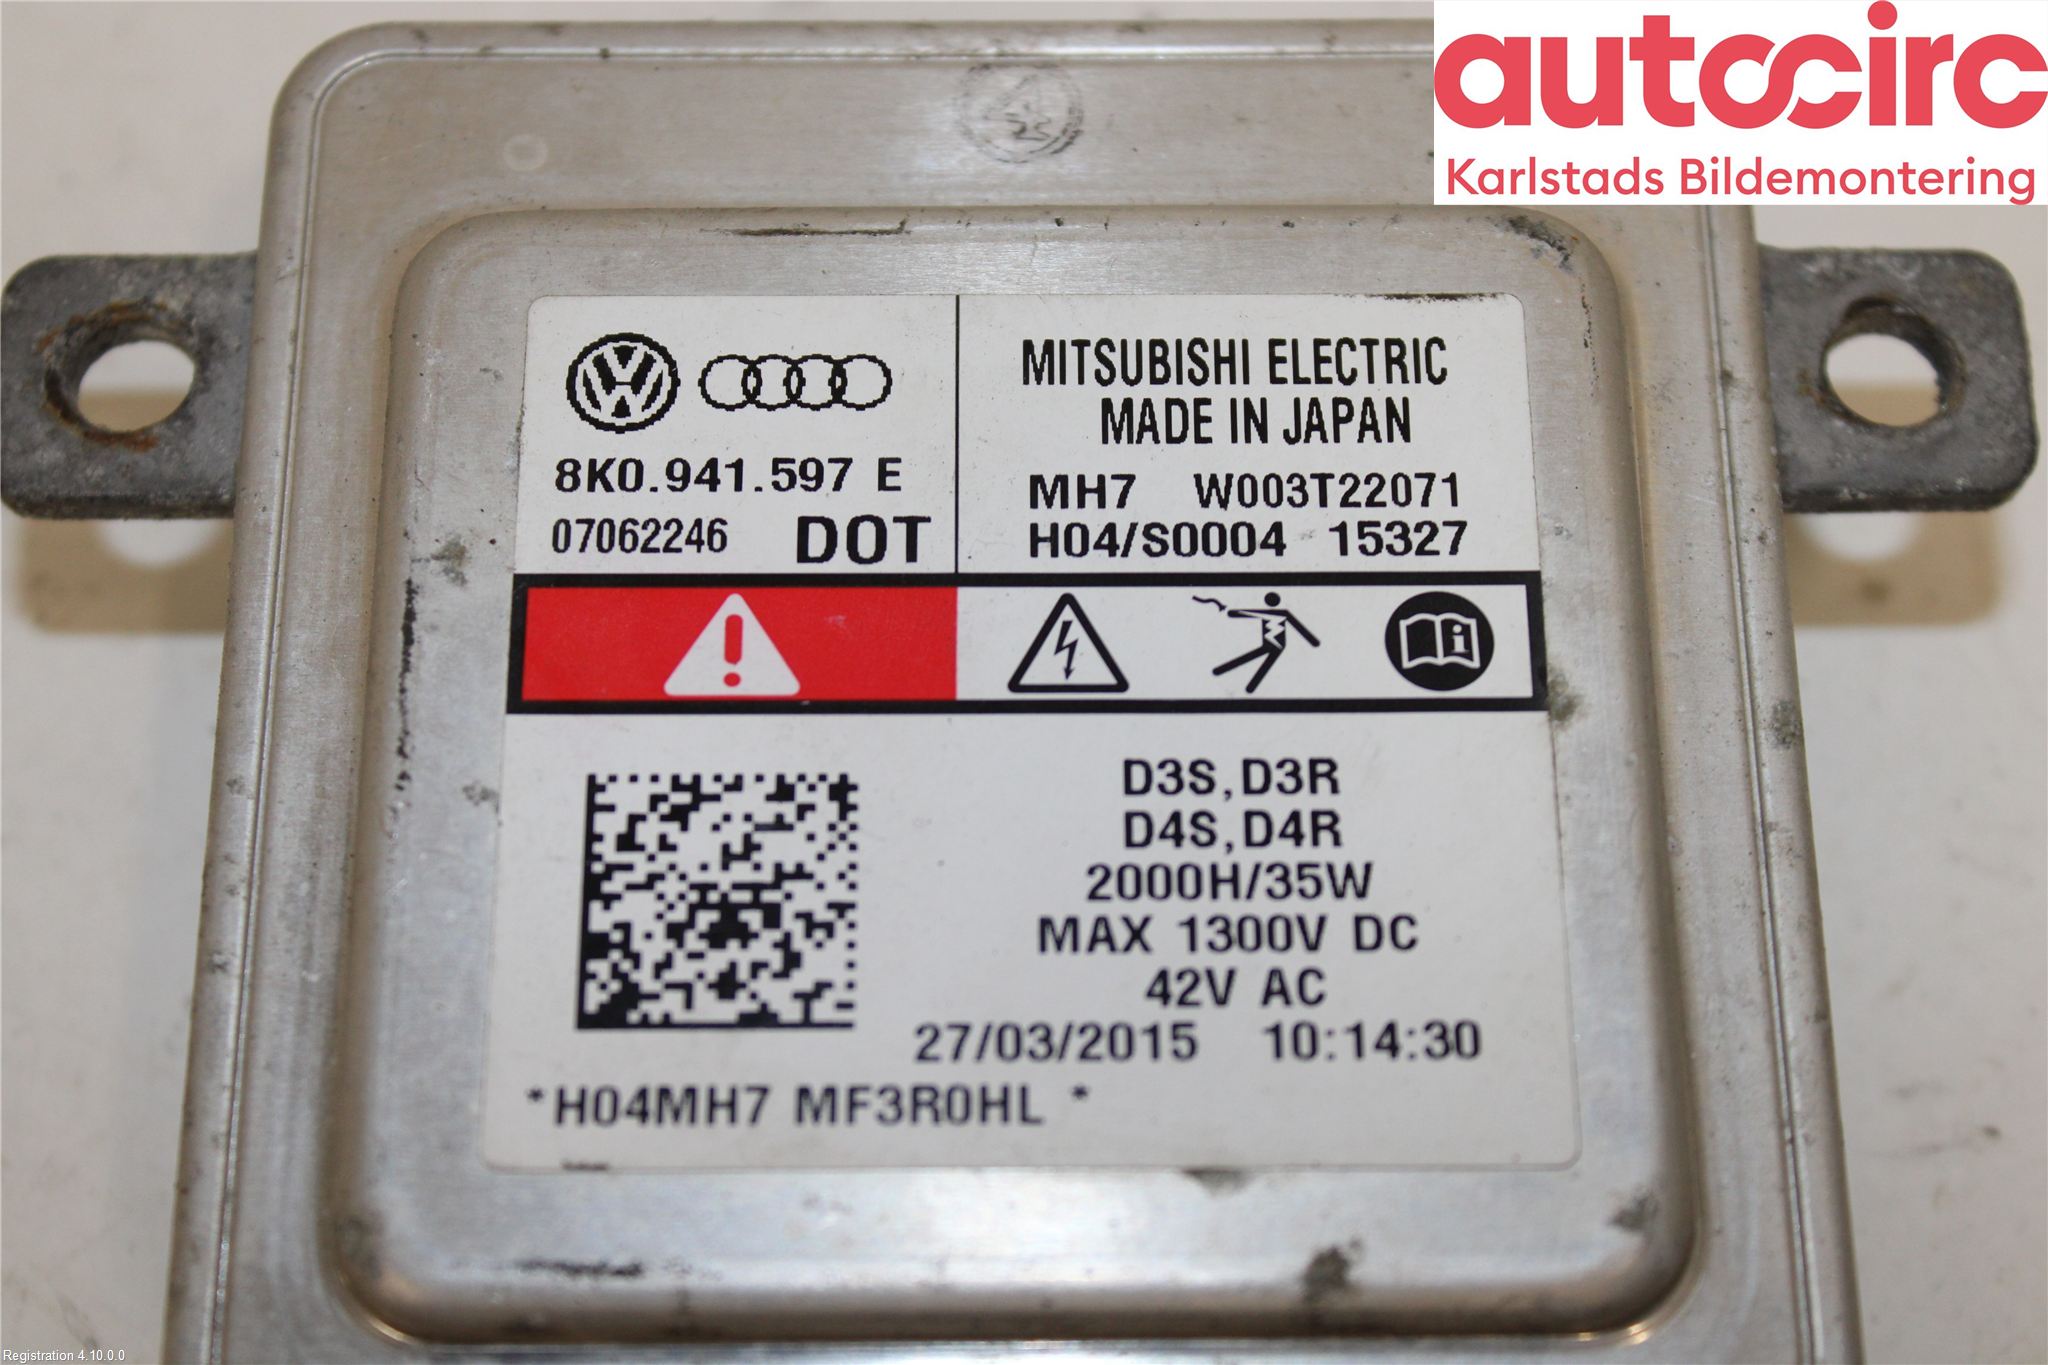 autocirc
Karlstads Bildemontering
8K0.941.597 E
07062246 DOT
MITSUBISHI ELECTRIC
MADE IN JAPAN
MH7 W003T22071
H04/S0004 15327
D3S,D3R
D4S,D4R
2000H/35W
MAX 1300V DC
42V AC
27/03/2015 10:14:30
*H04MH7 MF3R0HL *
Registration 4.10.0.0